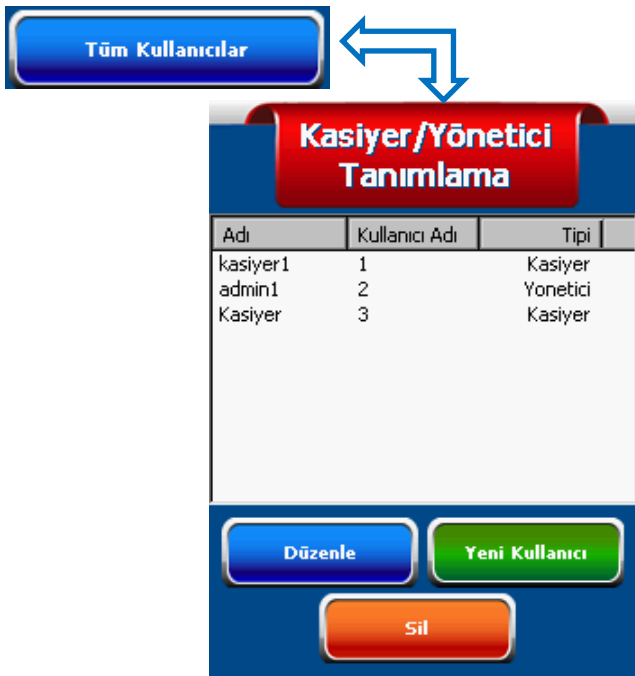 Tüm Kullanıcılar
Kasiyer/Yönetici
Tanımlama
Adı Kullanıcı Adı Tipi
kasiyer1 1 Kasiyer
admin1 2 Yonetici
Kasiyer 3 Kasiyer
Düzenle Yeni Kullanıcı
Sil